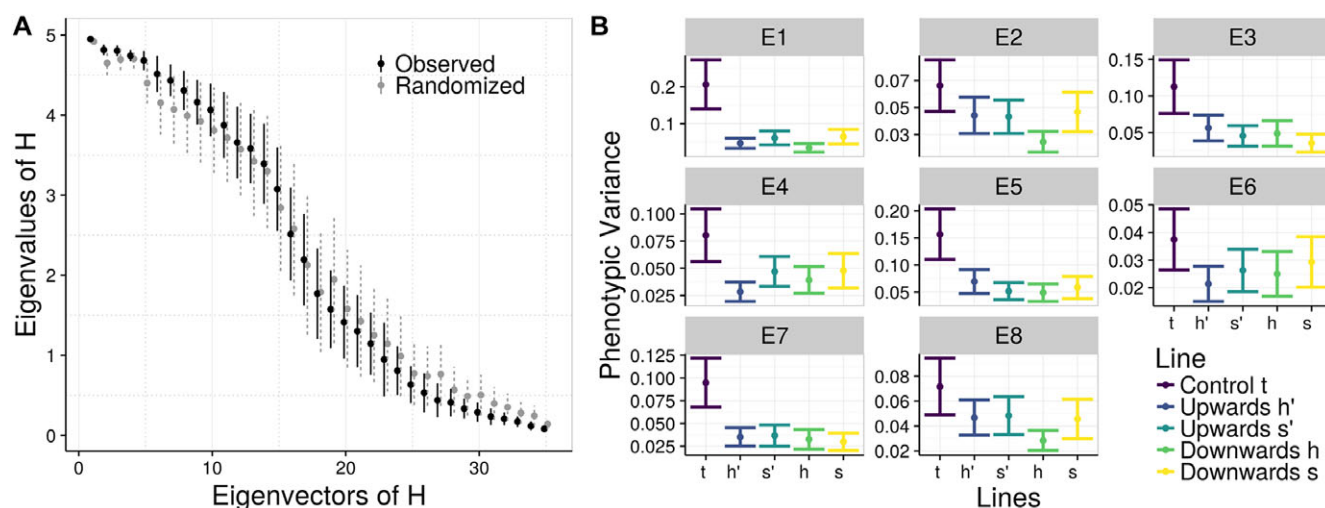 A
5
4
3
2
1
0
0
10
20
30
Eigenvalues of H
Eigenvectors of H
Observed
Randomized
B
Phenotypic Variance
E1
0.2
0.1
E2
0.07
0.05
0.03
E3
0.15
0.10
0.05
E4
0.100
0.075
0.050
0.025
E5
0.20
0.15
0.10
0.05
E6
0.05
0.04
0.03
0.02
t h' s' h s
E7
0.125
0.100
0.075
0.050
0.025
t h' s' h s
E8
0.08
0.06
0.04
0.02
t h' s' h s
Lines
Line
Control t
Upwards h'
Upwards s'
Downwards h
Downwards s